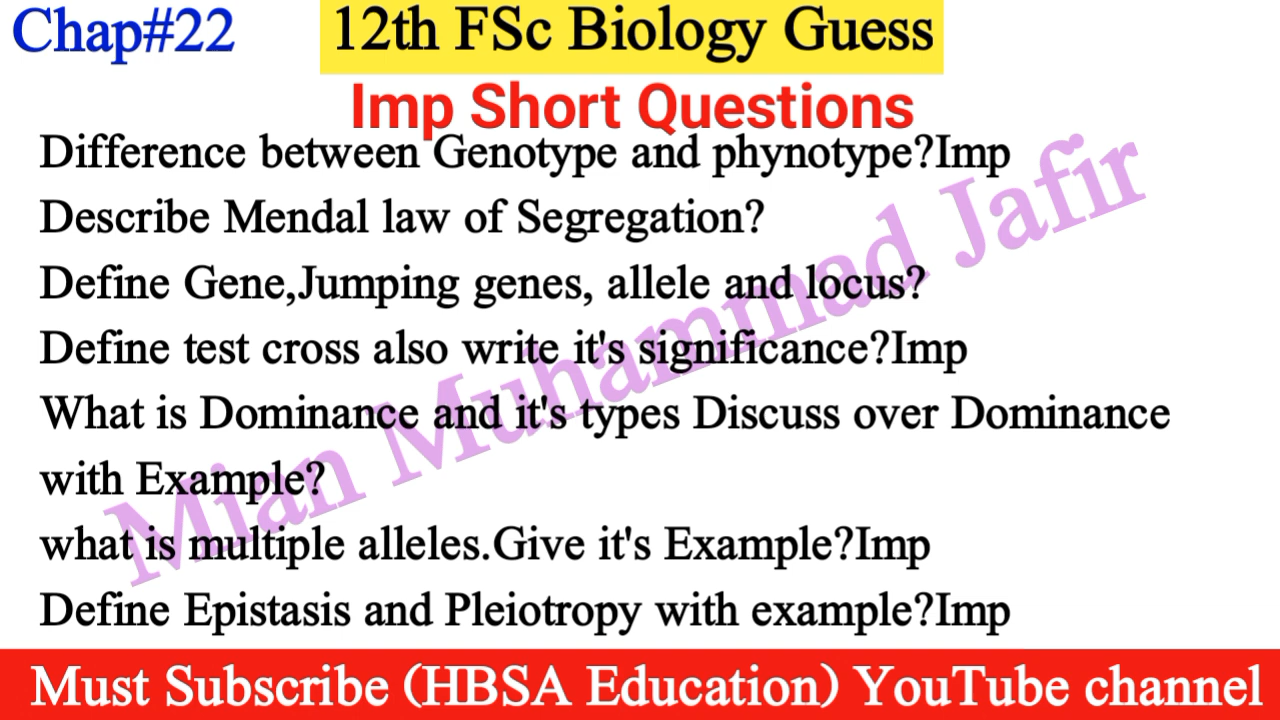 Chap#22
12th FSc Biology Guess
Imp Short Questions
Difference between Genotype and phynotype?Imp
Describe Mendal law of Segregation?
Define Gene,Jumping genes, allele and locus?
Define test cross also write it's significance?Imp
What is Dominance and it's types Discuss over Dominance
with Example?
what is multiple alleles.Give it's Example?Imp
Define Epistasis and Pleiotropy with example?Imp
Mian Muhammad Jafir
Must Subscribe (HBSA Education) YouTube channel